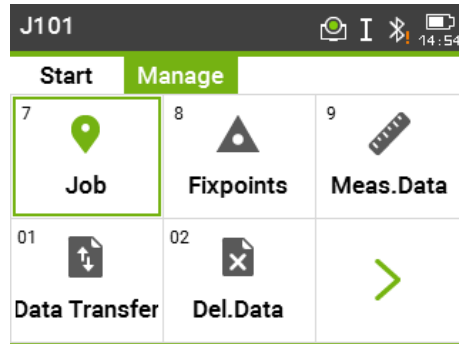 J101
14:54
Start Manage
7 8 9
Job Fixpoints Meas.Data
01 02
Data Transfer Del.Data